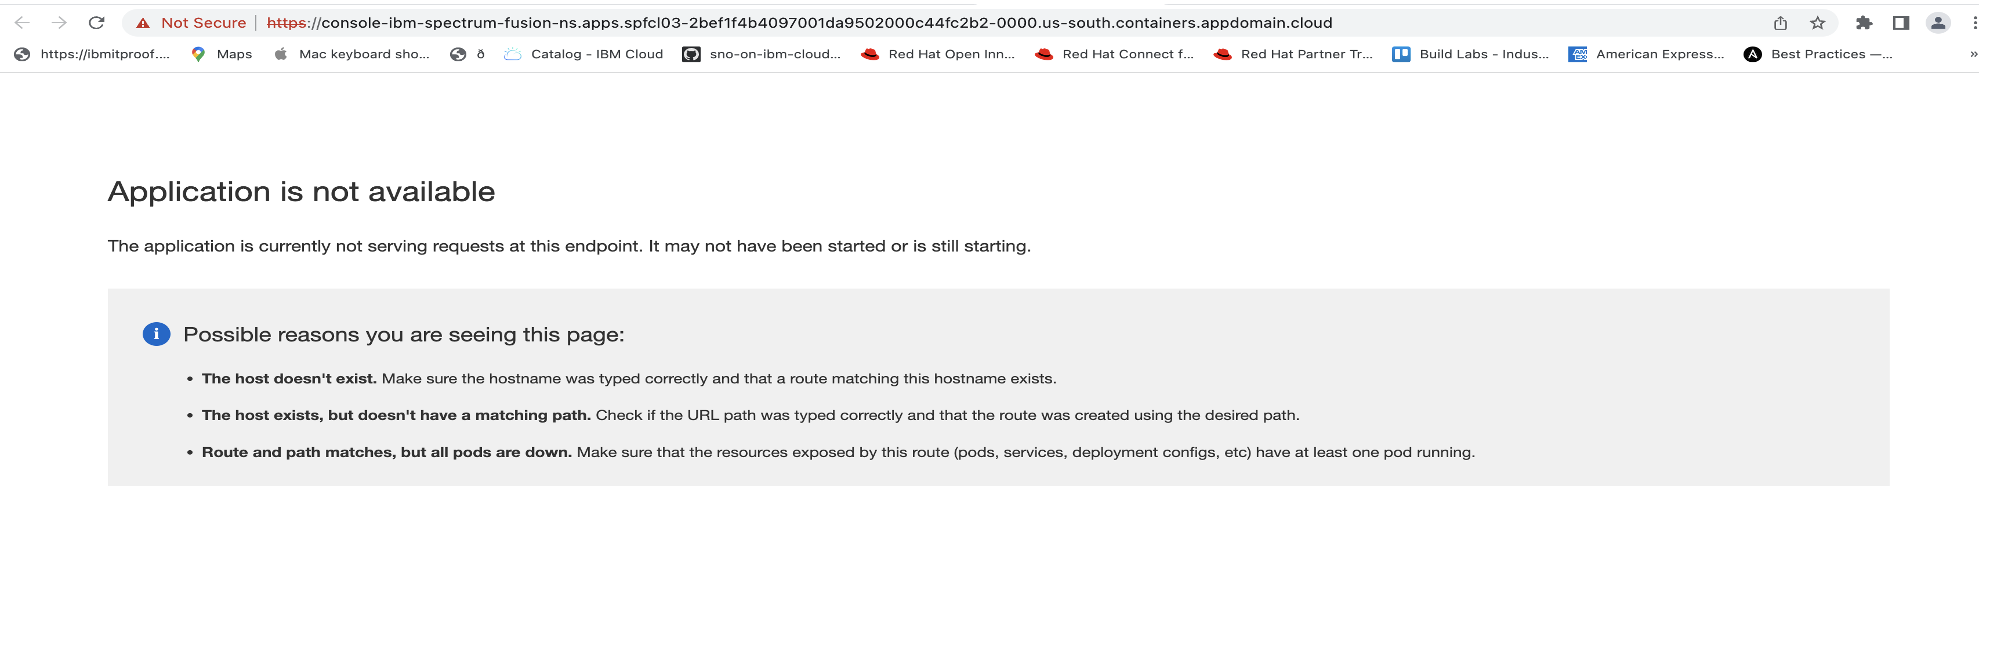 Not Secure | https://console-ibm-spectrum-fusion-ns.apps.spfcl03-2bef1f4b4097001da9502000c44fc2b2-0000.us-south.containers.appdomain.cloud
https://ibmitproof.... Maps Mac keyboard sho... ð Catalog - IBM Cloud sno-on-ibm-cloud... Red Hat Open Inn... Red Hat Connect f... Red Hat Partner Tr... Build Labs - Indus... American Express... Best Practices —... »
Application is not available
The application is currently not serving requests at this endpoint. It may not have been started or is still starting.
Possible reasons you are seeing this page:
• The host doesn't exist. Make sure the hostname was typed correctly and that a route matching this hostname exists.
• The host exists, but doesn't have a matching path. Check if the URL path was typed correctly and that the route was created using the desired path.
• Route and path matches, but all pods are down. Make sure that the resources exposed by this route (pods, services, deployment configs, etc) have at least one pod running.